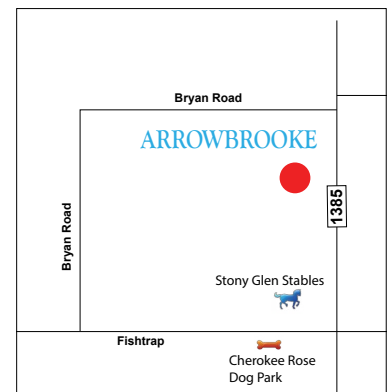 Bryan Road
ARROWBROOKE
1385
Bryan Road
Stony Glen Stables
Fishtrap
Cherokee Rose
Dog Park